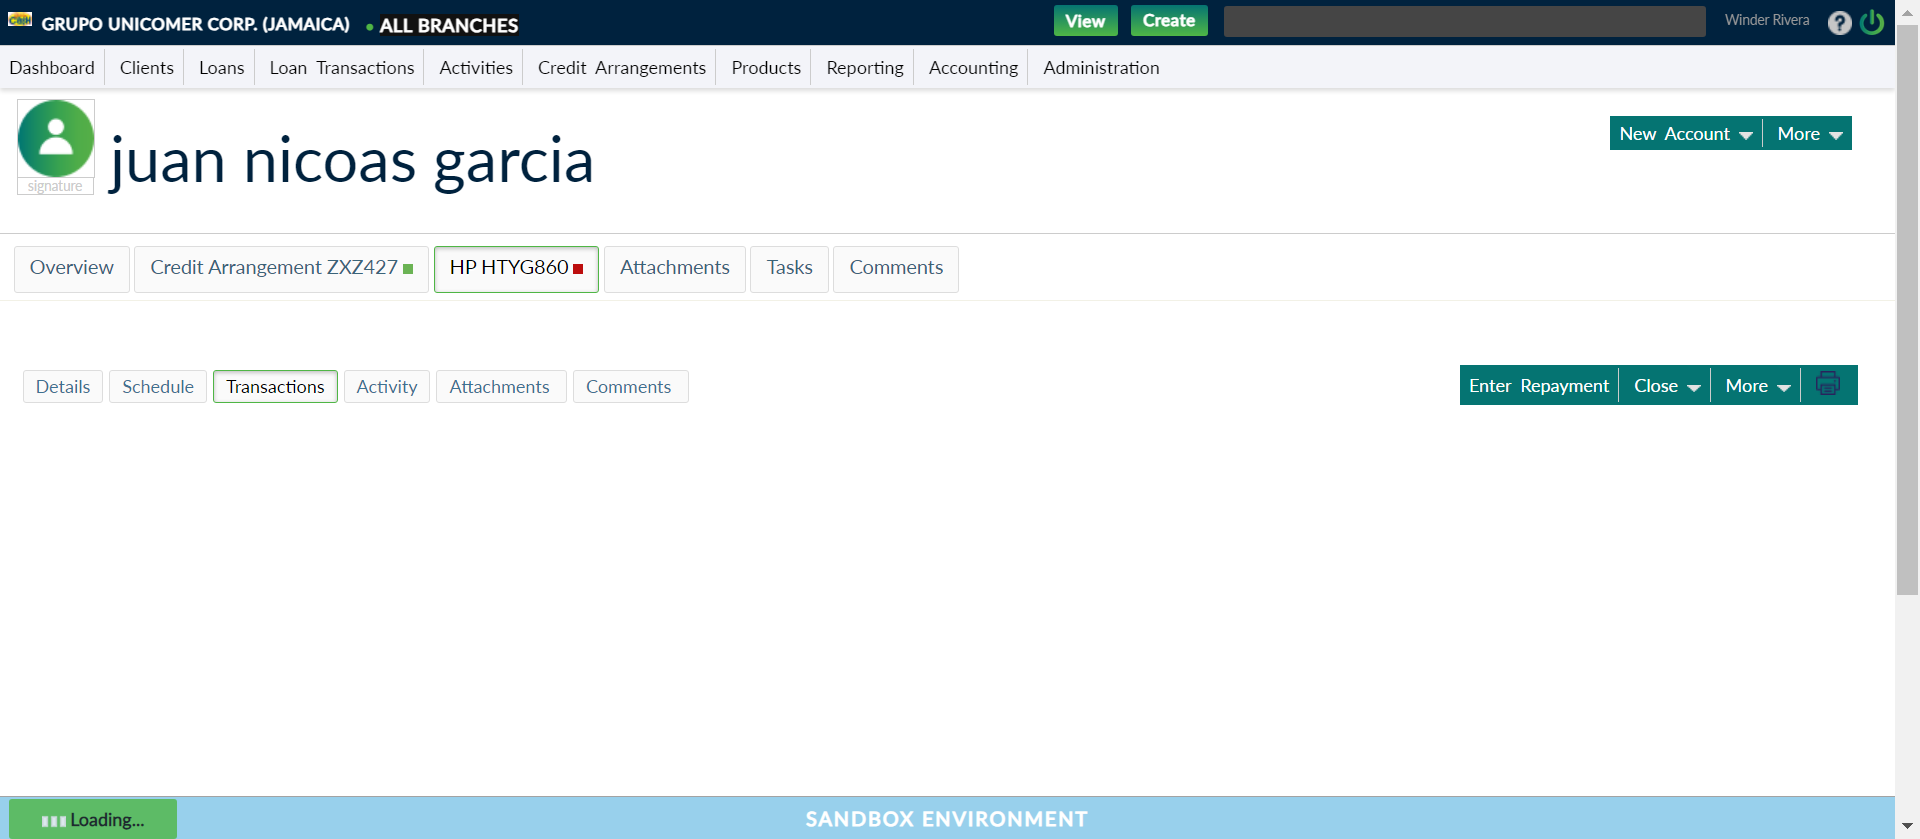 GRUPO UNICOMER CORP. (JAMAICA) ALL BRANCHES View Create Winder Rivera ?
Dashboard Clients Loans Loan Transactions Activities Credit Arrangements Products Reporting Accounting Administration
juan nicoas garcia
signature
New Account More
Overview Credit Arrangement ZXZ427 HP HTYG860 Attachments Tasks Comments
Details Schedule Transactions Activity Attachments Comments
Enter Repayment Close More
Loading... SANDBOX ENVIRONMENT